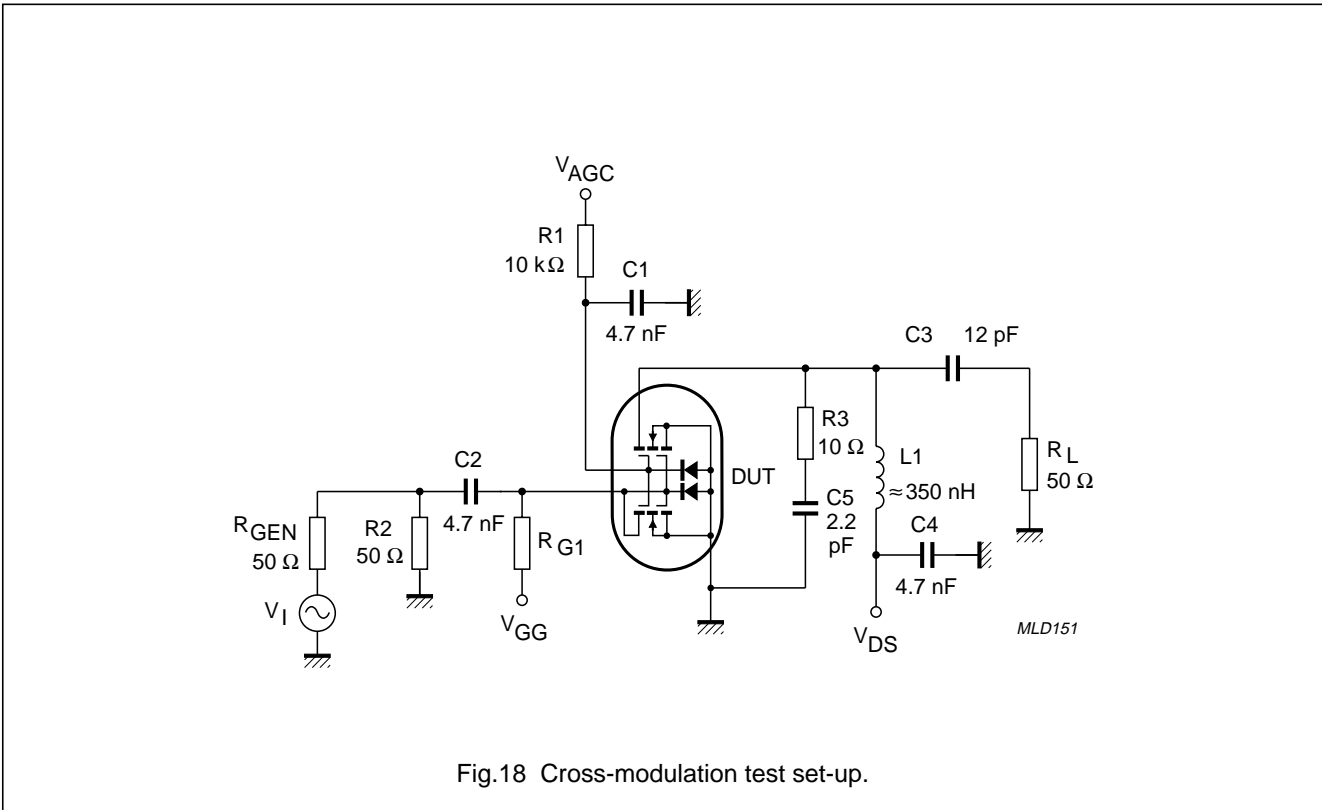 VAGC
R1
10 kΩ
C1
4.7 nF
C3
12 pF
R3
10 Ω
L1
≈350 nH
RL
50 Ω
DUT
C5
2.2
pF
C2
4.7 nF
RGEN
50 Ω
R2
50 Ω
RG1
C4
4.7 nF
VI
VGG
VDS
MLD151
Fig.18 Cross-modulation test set-up.